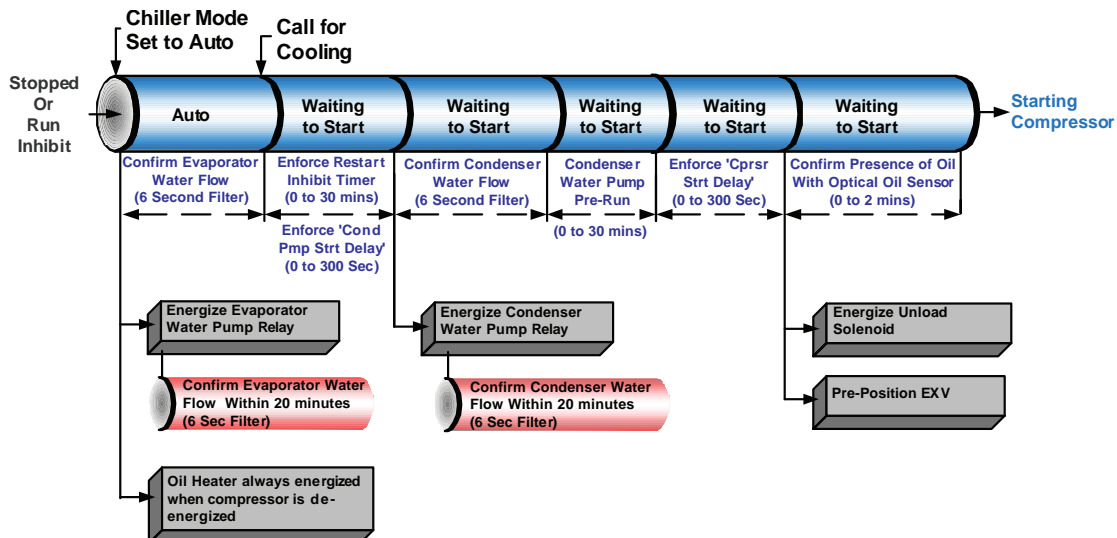 Chiller Mode
Set to Auto
Call for
Cooling
Stopped
Or
Run
Inhibit
Auto
Waiting
to Start
Waiting
to Start
Waiting
to Start
Waiting
to Start
Waiting
to Start
Starting
Compressor
Confirm Evaporator
Water Flow
(6 Second Filter)
Enforce Restart
Inhibit Timer
(0 to 30 mins)
Enforce 'Cond
Pmp Strt Delay'
(0 to 300 Sec)
Confirm Condenser
Water Flow
(6 Second Filter)
Condenser
Water Pump
Pre-Run
(0 to 30 mins)
Enforce 'Cprsr
Strt Delay'
(0 to 300 Sec)
Confirm Presence of Oil
With Optical Oil Sensor
(0 to 2 mins)
Energize Evaporator
Water Pump Relay
Confirm Evaporator Water
Flow Within 20 minutes
(6 Sec Filter)
Oil Heater always energized
when compressor is de-
energized
Energize Condenser
Water Pump Relay
Confirm Condenser Water
Flow Within 20 minutes
(6 Sec Filter)
Energize Unload
Solenoid
Pre-Position EXV